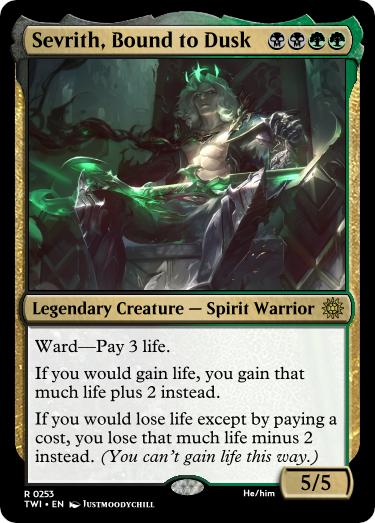 Sevrith, Bound to Dusk
Legendary Creature — Spirit Warrior
Ward—Pay 3 life.
If you would gain life, you gain that
much life plus 2 instead.
If you would lose life except by paying a
cost, you lose that much life minus 2
instead. (You can't gain life this way.)
5/5
R 0253
He/him
TWI • EN JUSTMOODYCHILL